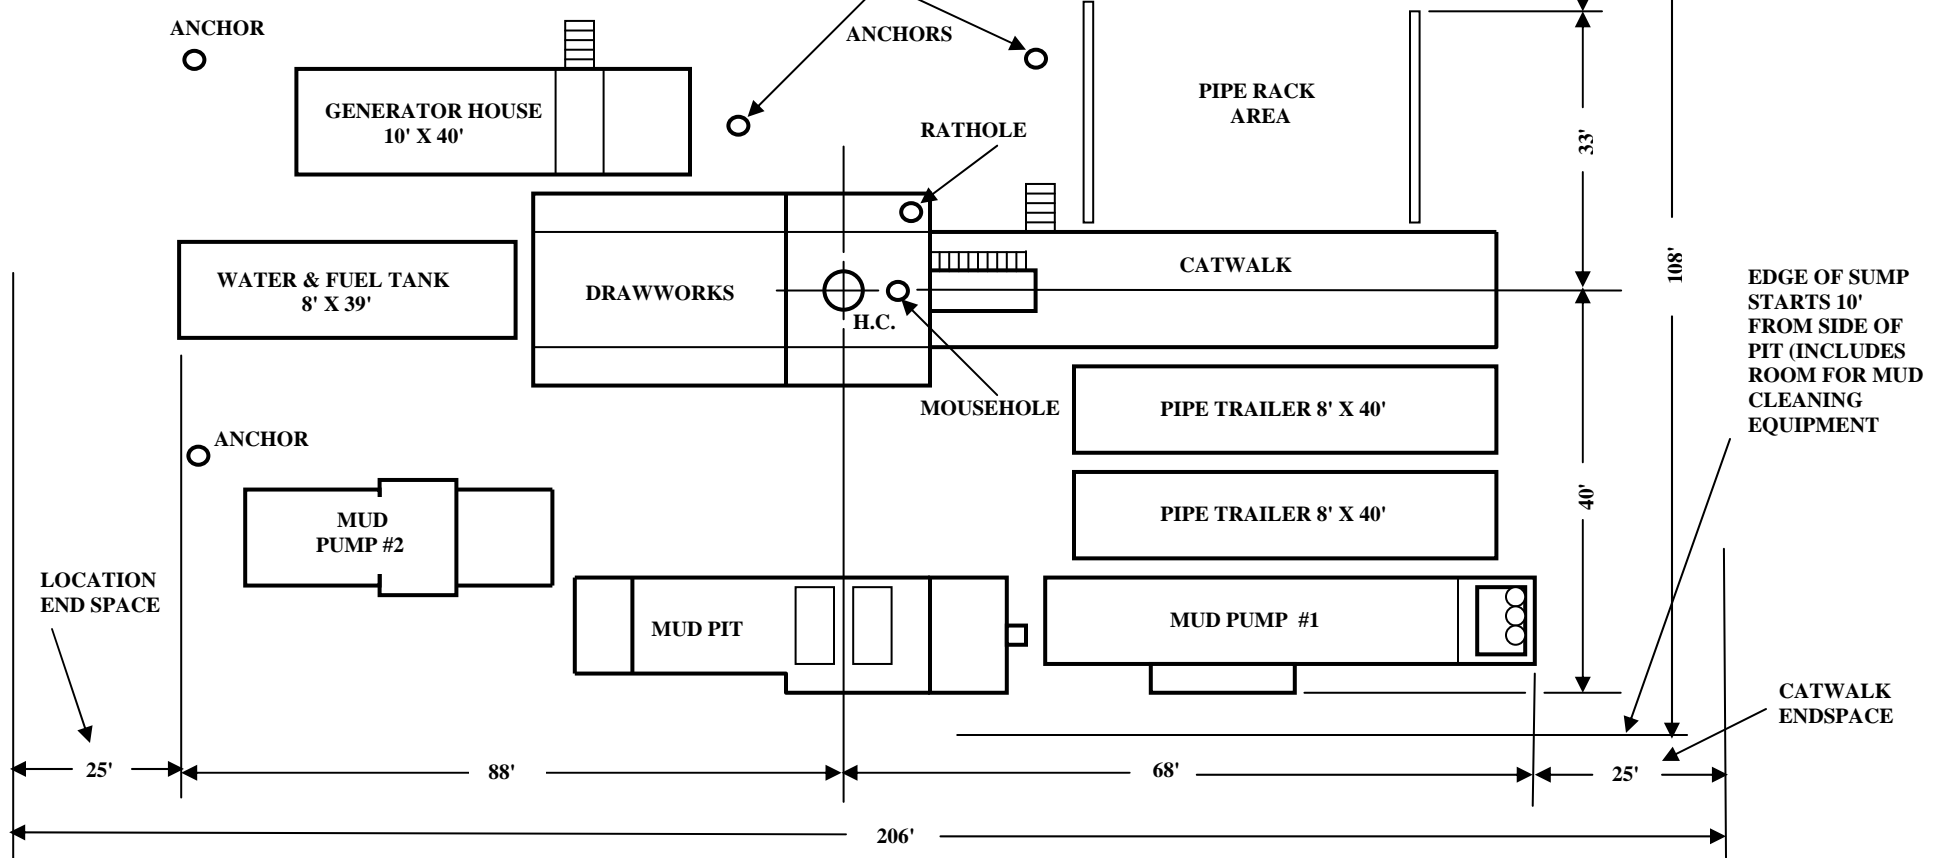 ANCHOR
ANCHORS
GENERATOR HOUSE
10' X 40'
PIPE RACK
AREA
RATHOLE
33'
WATER & FUEL TANK
8' X 39'
DRAWWORKS
H.C.
CATWALK
108'
EDGE OF SUMP
STARTS 10'
FROM SIDE OF
PIT (INCLUDES
ROOM FOR MUD
CLEANING
EQUIPMENT
MOUSEHOLE
PIPE TRAILER 8' X 40'
ANCHOR
MUD
PUMP #2
PIPE TRAILER 8' X 40'
40'
LOCATION
END SPACE
MUD PIT
MUD PUMP #1
CATWALK
ENDSPACE
25'
88'
68'
25'
206'